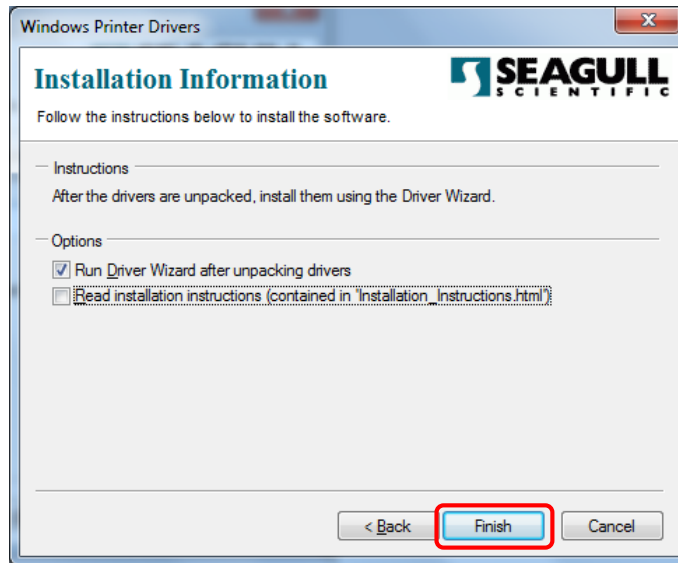 Windows Printer Drivers
Installation Information
SEAGULL
SCIENTIFIC
Follow the instructions below to install the software.
Instructions
After the drivers are unpacked, install them using the Driver Wizard.
Options
Run Driver Wizard after unpacking drivers
Read installation instructions (contained in "Installation_Instructions.html")
< Back
Finish
Cancel